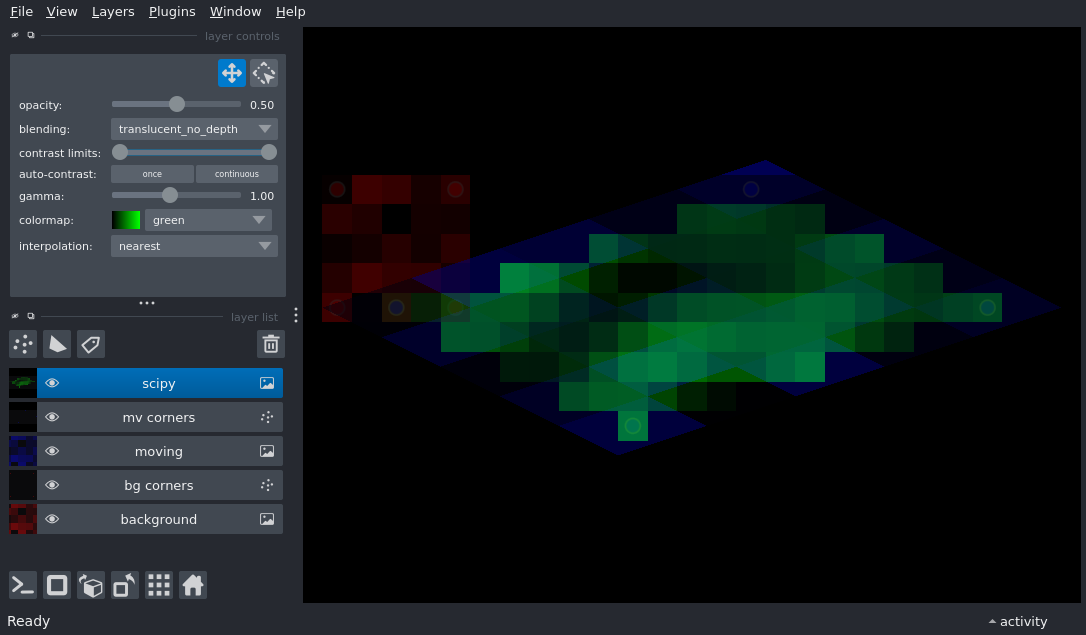 File View Layers Plugins Window Help
layer controls
opacity: 0.50
blending: translucent_no_depth
contrast limits:
auto-contrast: once continuous
gamma: 1.00
colormap: green
interpolation: nearest
layer list
scipy
mv corners
moving
bg corners
background
Ready
activity